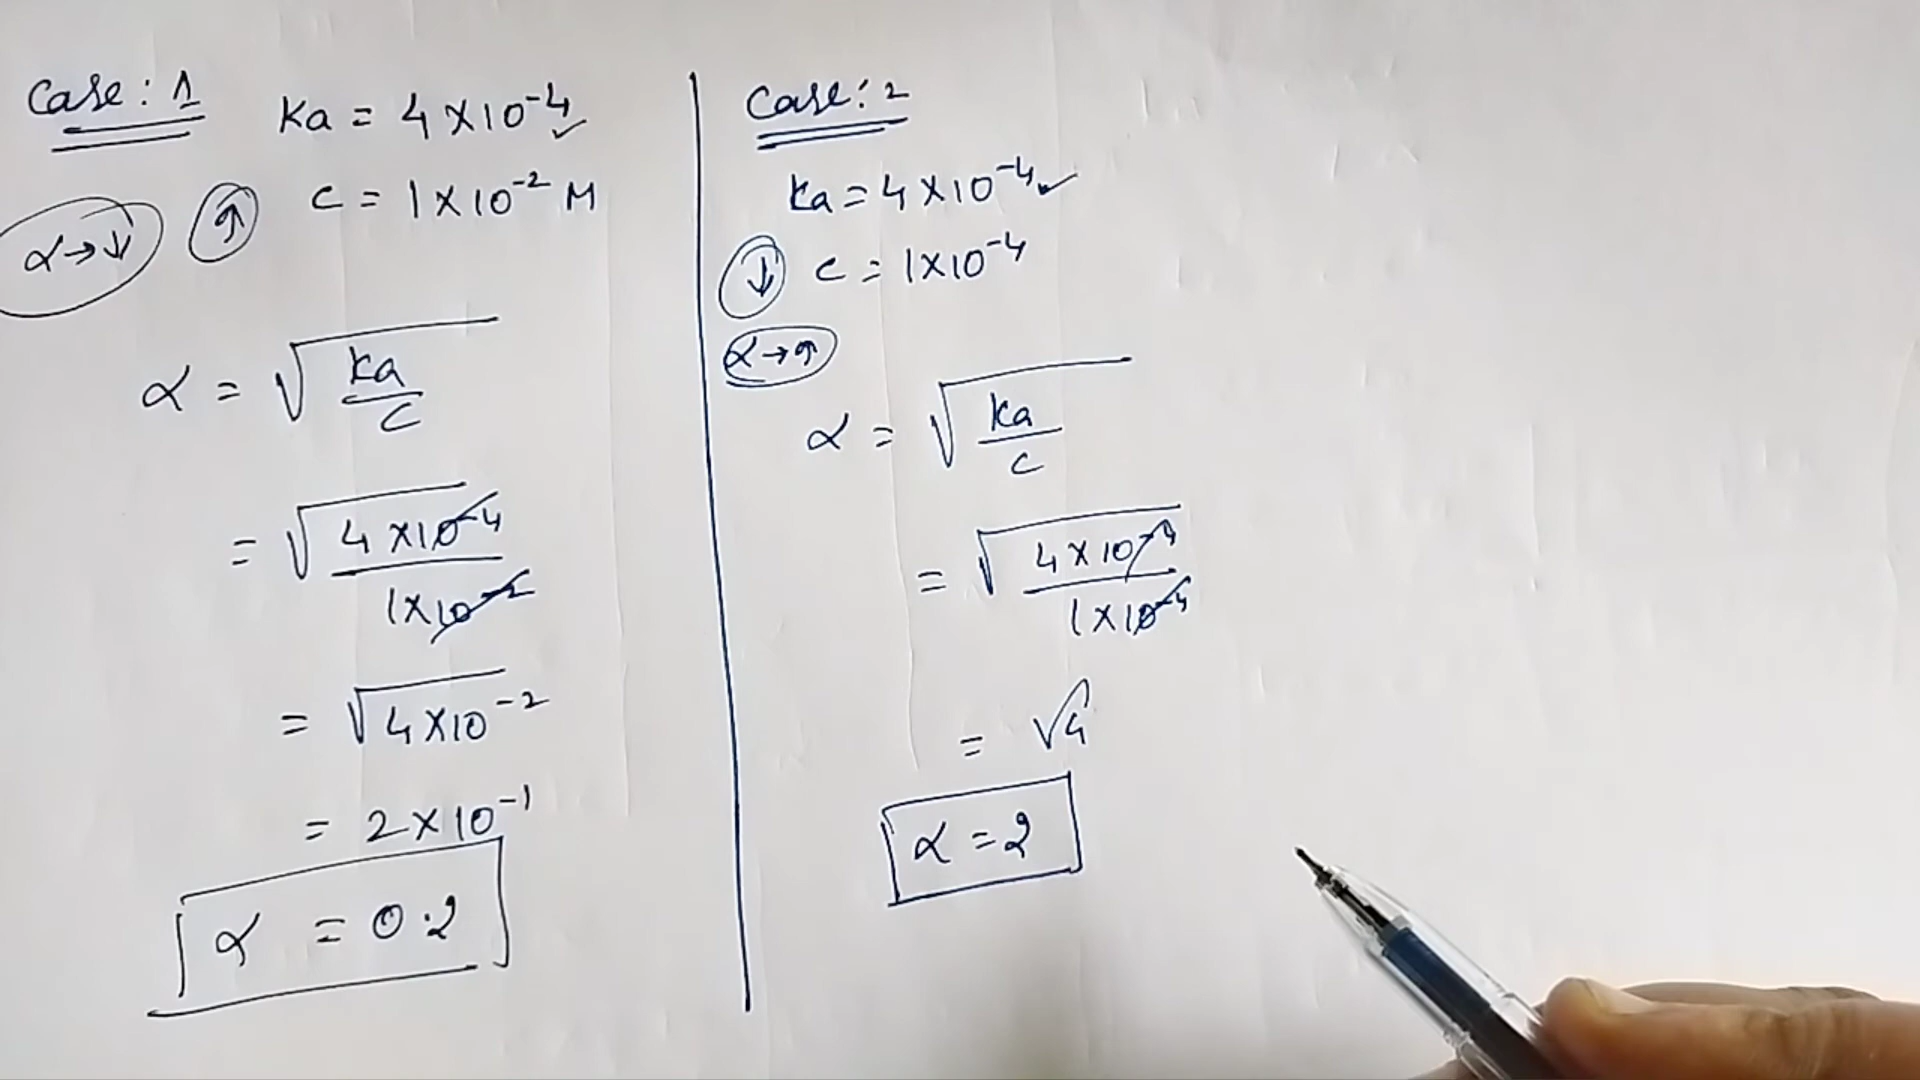 Case: 1
Ka = 4 × 10⁻⁴ ✓
C = 1 × 10⁻² M
↑
α → ↓
α = √(Ka / C)
= √(4 × 10⁻⁴ / 1 × 10⁻²)
= √(4 × 10⁻²)
= 2 × 10⁻¹
α = 0.2
Case: 2
Ka = 4 × 10⁻⁴ ✓
↓ C = 1 × 10⁻⁴
α → ↑
α = √(Ka / C)
= √(4 × 10⁻⁴ / 1 × 10⁻⁴)
= √4
α = 2